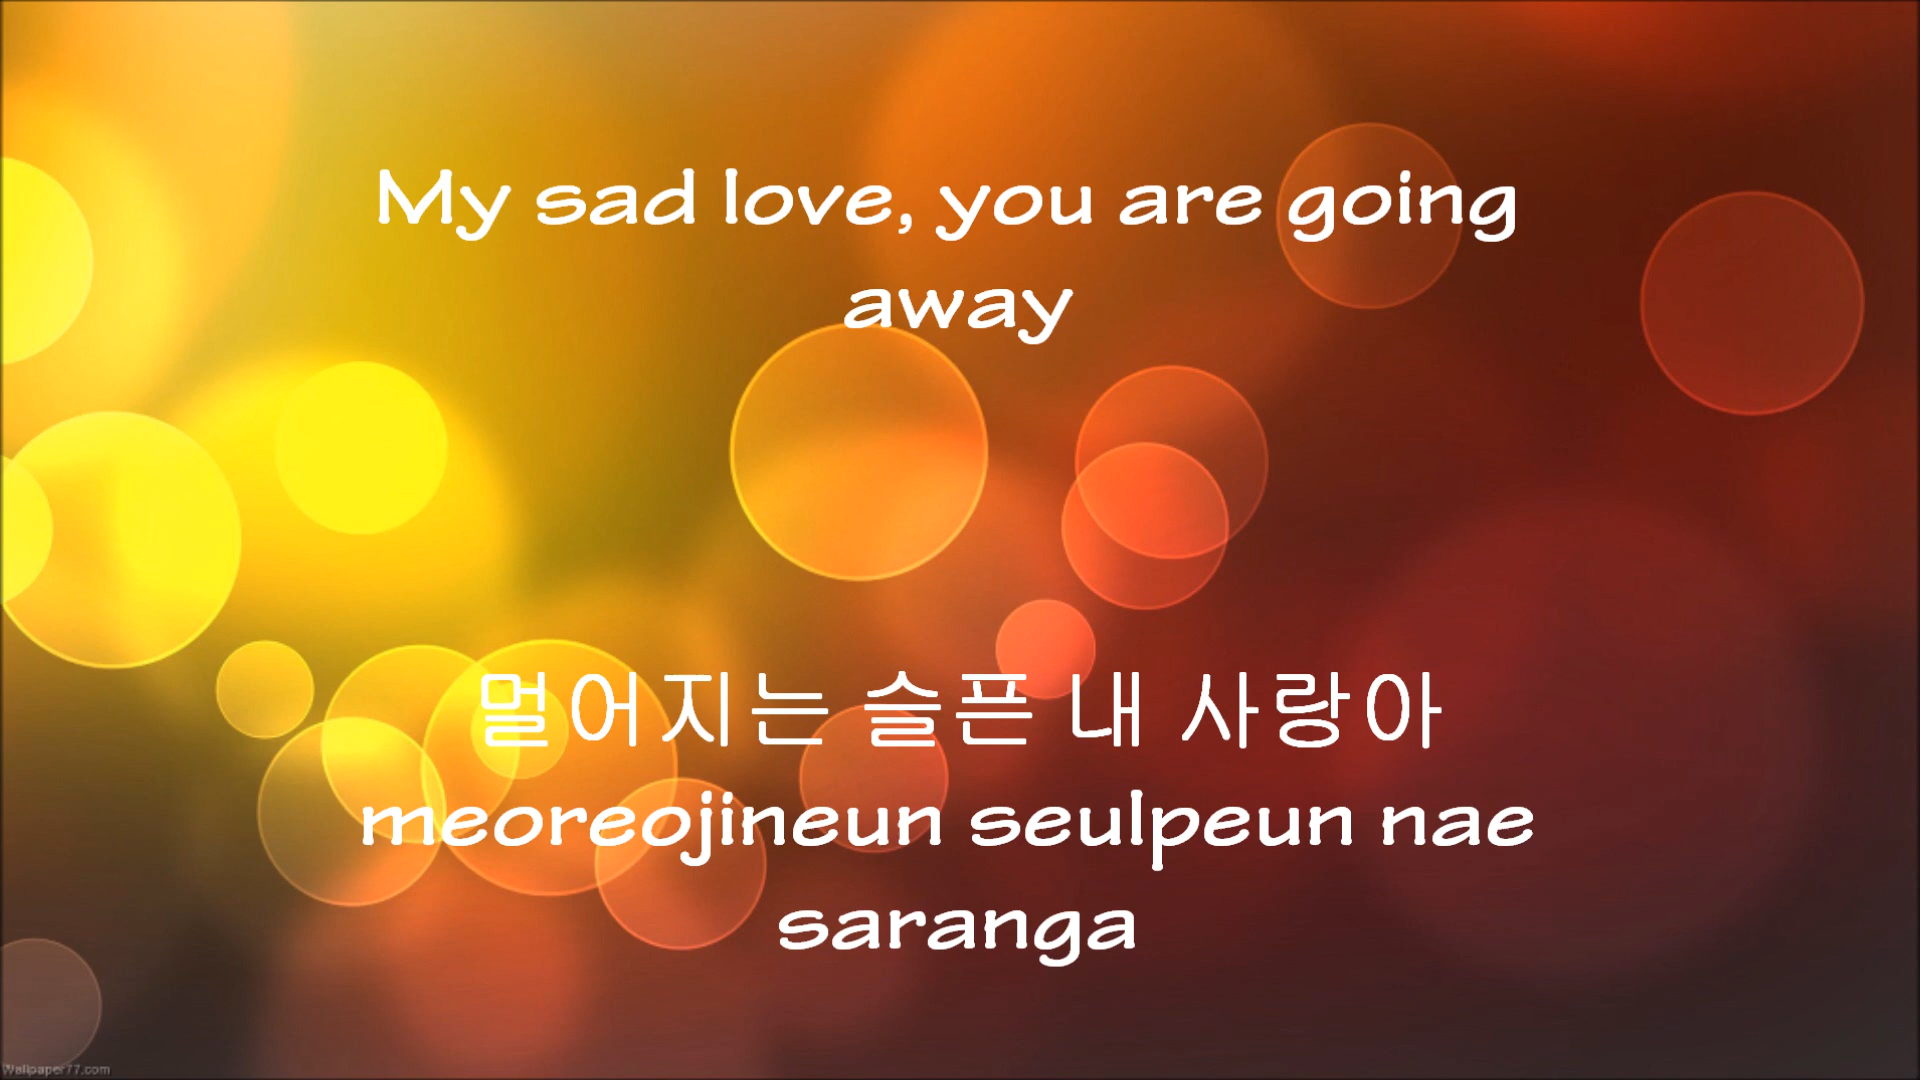 My sad love, you are going
away
멀어지는 슬픈 내 사랑아
meoreojineun seulpeun nae
saranga
Wallpaper77.com